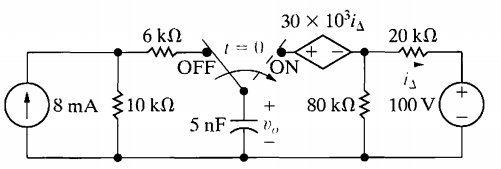 30 × 10³i_Δ
6 kΩ
t = 0
20 kΩ
+ −
OFF
ON
i_Δ
8 mA
10 kΩ
+
80 kΩ
100 V
+
5 nF
v_o
−
−